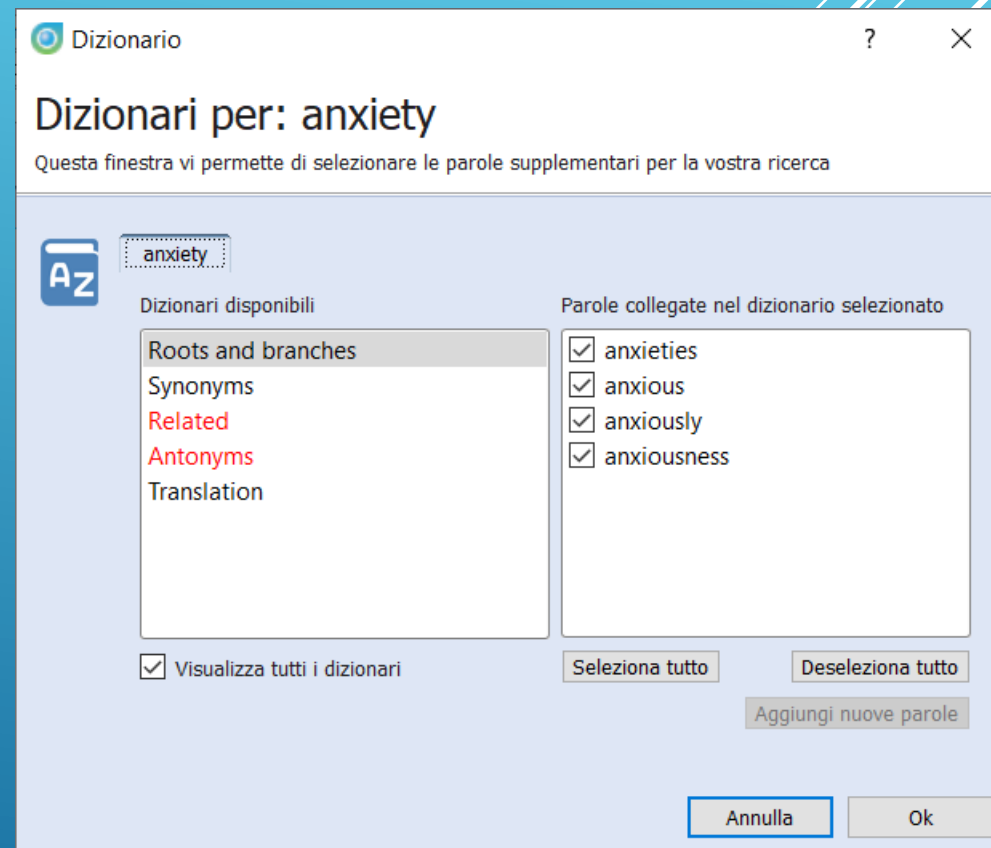 Dizionario
?
Dizionari per: anxiety
Questa finestra vi permette di selezionare le parole supplementari per la vostra ricerca
AZ
anxiety
Dizionari disponibili
Roots and branches
Synonyms
Related
Antonyms
Translation
Visualizza tutti i dizionari
Parole collegate nel dizionario selezionato
anxieties
anxious
anxiously
anxiousness
Seleziona tutto
Deseleziona tutto
Aggiungi nuove parole
Annulla
Ok